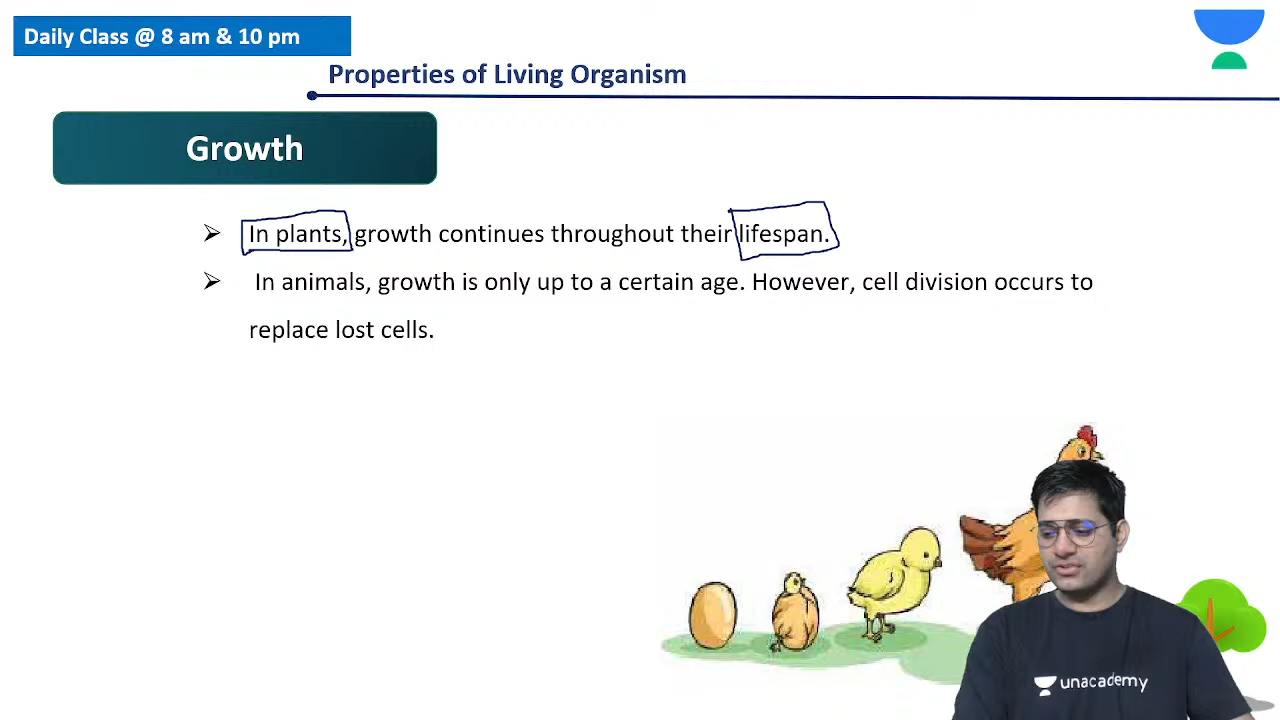 Daily Class @ 8 am & 10 pm
Properties of Living Organism
Growth
➢ In plants, growth continues throughout their lifespan.
➢ In animals, growth is only up to a certain age. However, cell division occurs to
replace lost cells.
unacademy